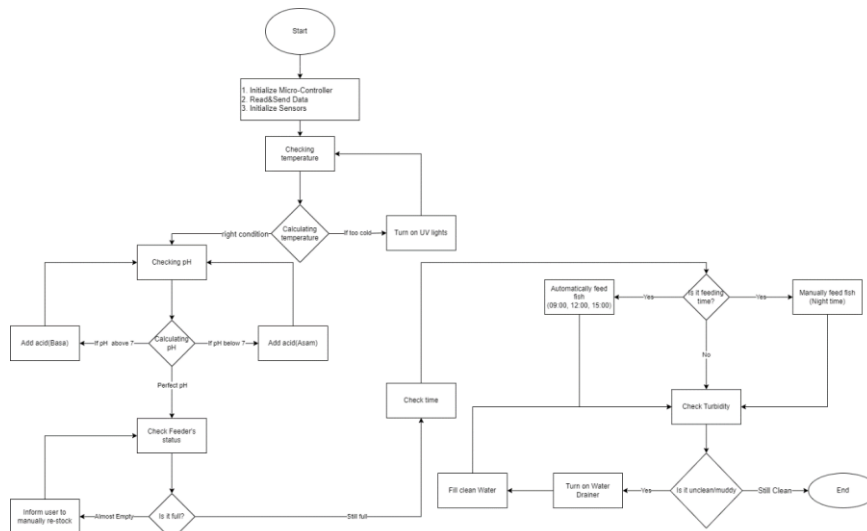 Start
1. Initialize Micro-Controller
2. Read&Send Data
3. Initialize Sensors
Checking
temperature
Calculating
temperature
right condition
If too cold
Turn on UV lights
Checking pH
Calculating
pH
If pH above 7
Add acid(Basa)
If pH below 7
Add acid(Asam)
Perfect pH
Check Feeder's
status
Is it full?
Almost Empty
Inform user to
manually re-stock
Still full
Check time
Is it feeding
time?
Yes
Automatically feed
fish
(09:00, 12:00, 15:00)
Yes
Manually feed fish
(Night time)
No
Check Turbidity
Is it unclean/muddy
Yes
Turn on Water
Drainer
Fill clean Water
Still Clean
End